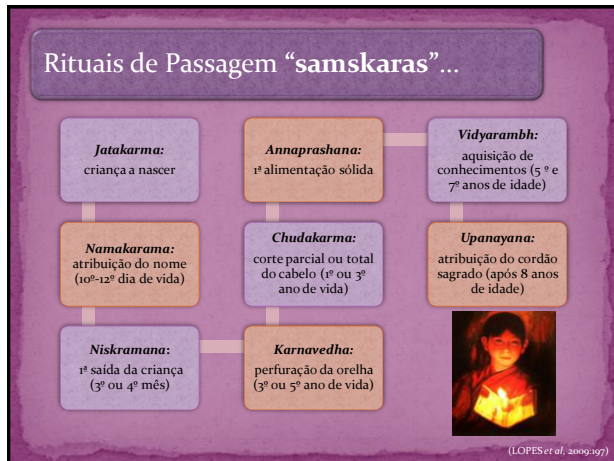 Rituais de Passagem “samskaras”...
Jatakarma:
criança a nascer
Namakarama:
atribuição do nome
(10º-12º dia de vida)
Niskramana:
1ª saída da criança
(3º ou 4º mês)
Karnavedha:
perfuração da orelha
(3º ou 5º ano de vida)
Chudakarma:
corte parcial ou total
do cabelo (1º ou 3º
ano de vida)
Annaprashana:
1ª alimentação sólida
Vidyarambh:
aquisição de
conhecimentos (5 º e
7º anos de idade)
Upanayana:
atribuição do cordão
sagrado (após 8 anos
de idade)
(LOPES et al, 2009:197)